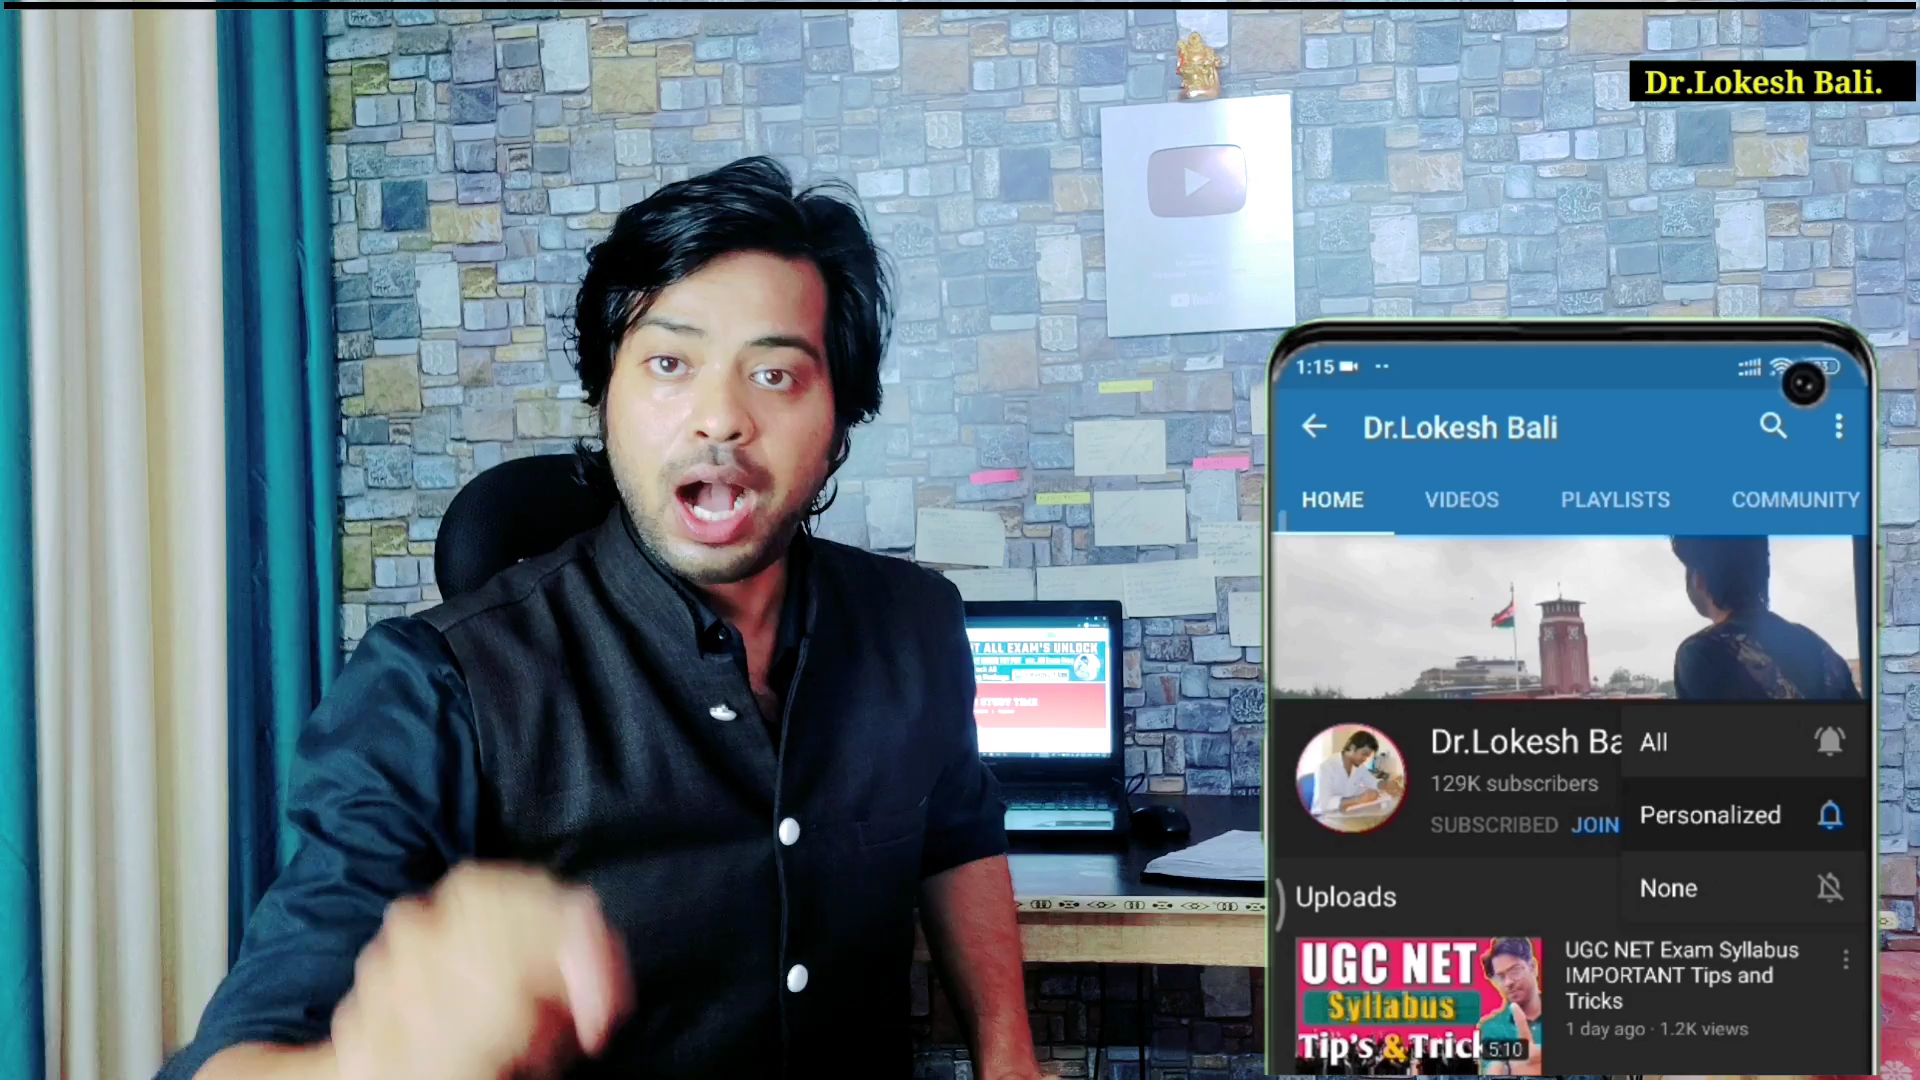 Dr.Lokesh Bali.
1:15
Dr.Lokesh Bali
HOME VIDEOS PLAYLISTS COMMUNITY
Dr.Lokesh Ba
129K subscribers
SUBSCRIBED JOIN
All
Personalized
None
Uploads
UGC NET
Syllabus
Tip's & Trick
5:10
UGC NET Exam Syllabus
IMPORTANT Tips and
Tricks
1 day ago · 1.2K views
T ALL EXAM'S UNLOCK
STUDY TIME